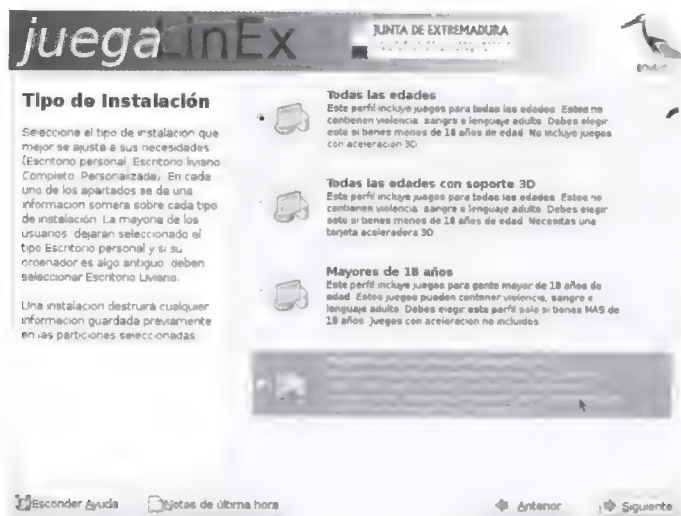 juegaLinEx
JUNTA DE EXTREMADURA
Tipo de Instalación
Seleccione el tipo de instalación que
mejor se ajusta a sus necesidades
(Escritorio personal, Escritorio liviano
Completo, Personalizada). En cada
uno de los apartados se da una
informacion somera sobre cada tipo
de instalación. La mayoria de los
usuarios dejaran seleccionado el
tipo Escritorio personal y si su
ordenador es algo antiguo deben
seleccionar Escritorio Liviano.
Una instalación destruirá cualquier
información guardada previamente
en las particiones seleccionadas
Todas las edades
Este perfil incluye juegos para todas las edades. Estos no
contienen violencia, sangre o lenguaje adulto. Debes elegir
este si tienes menos de 18 años de edad. No incluye juegos
con aceleración 3D
Todas las edades con soporte 3D
Este perfil incluye juegos para todas las edades. Estos no
contienen violencia, sangre o lenguaje adulto. Debes elegir
este si tienes menos de 18 años de edad. Necesitas una
tarjeta aceleradora 3D
Mayores de 18 años
Este perfil incluye juegos para gente mayor de 18 años de
edad. Estos juegos pueden contener violencia, sangre o
lenguaje adulto. Debes elegir este perfil solo si tienes MAS de
18 años. Juegos con aceleracion no incluidos
Esconder Ayuda
Notas de última hora
Anterior
Siguiente